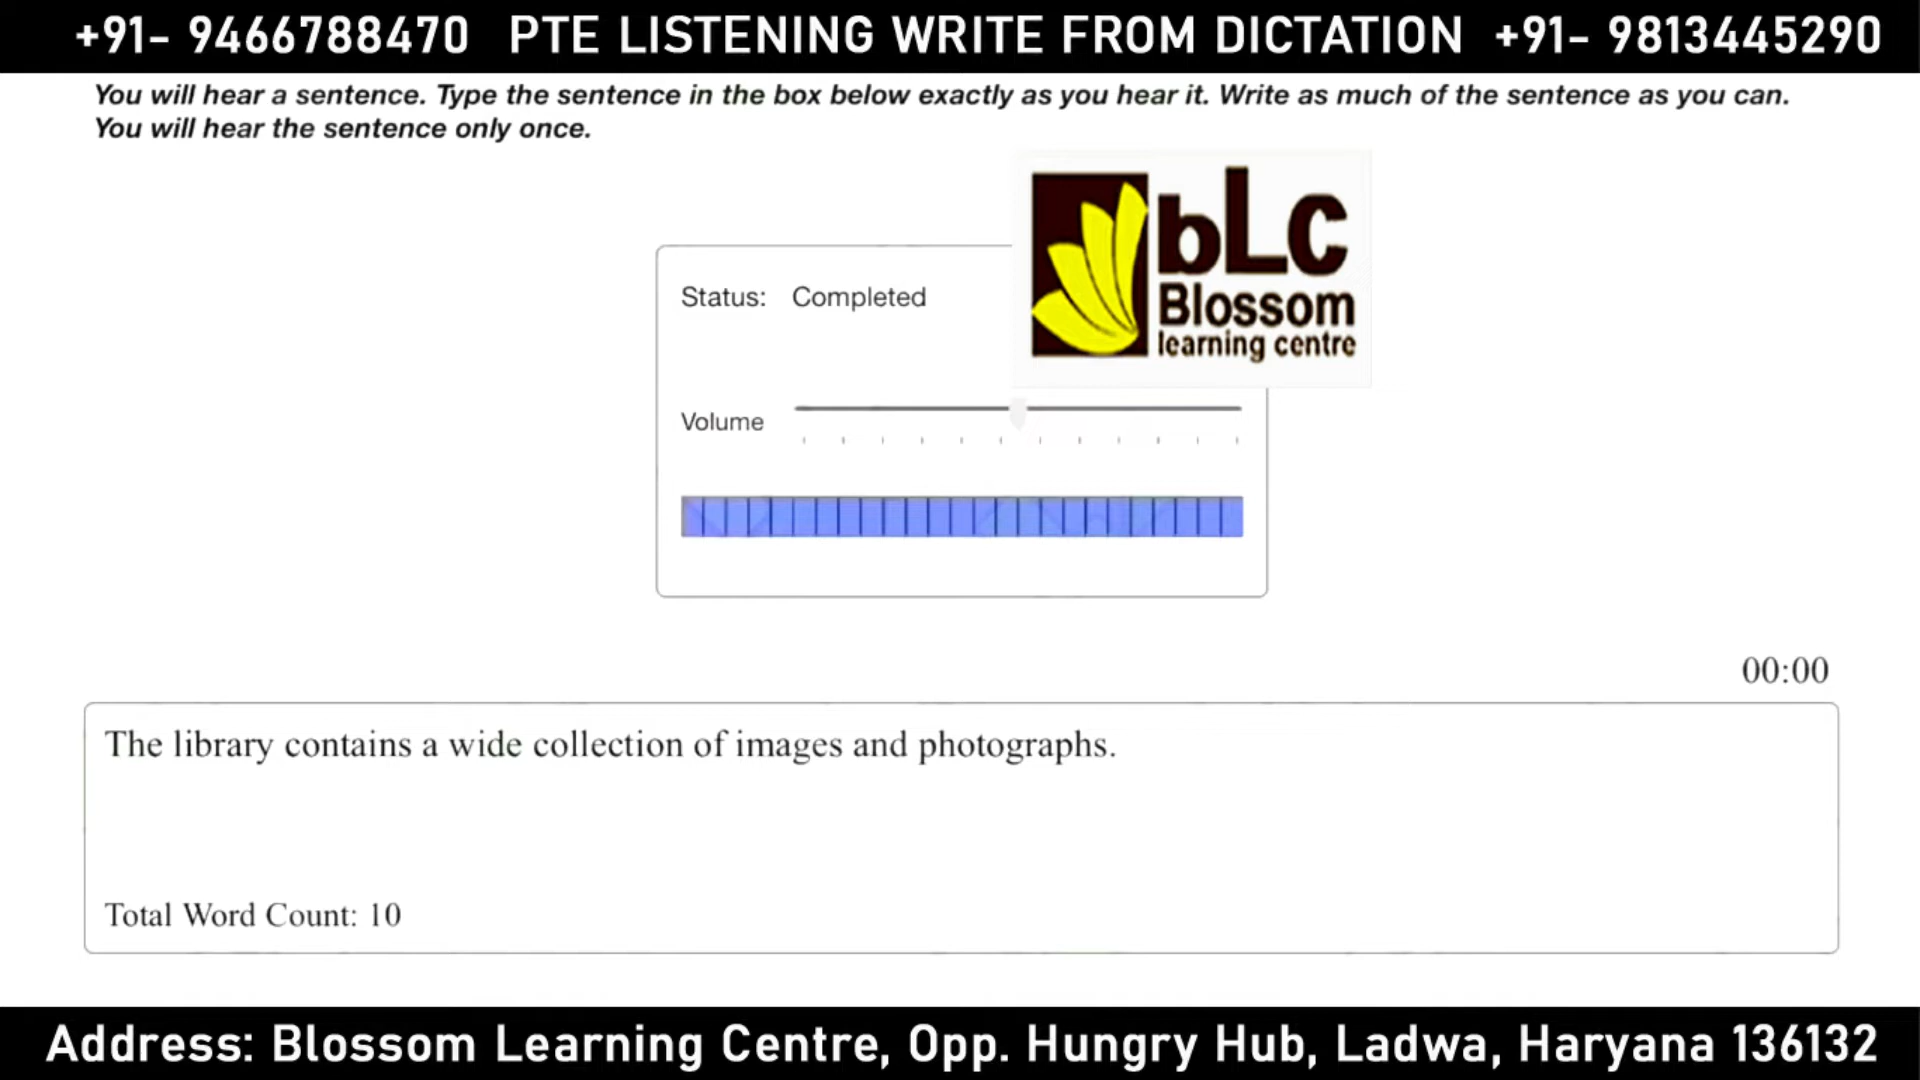 +91- 9466788470 PTE LISTENING WRITE FROM DICTATION +91- 9813445290
You will hear a sentence. Type the sentence in the box below exactly as you hear it. Write as much of the sentence as you can.
You will hear the sentence only once.
bLC
Blossom
learning centre
Status: Completed
Volume
00:00
The library contains a wide collection of images and photographs.
Total Word Count: 10
Address: Blossom Learning Centre, Opp. Hungry Hub, Ladwa, Haryana 136132